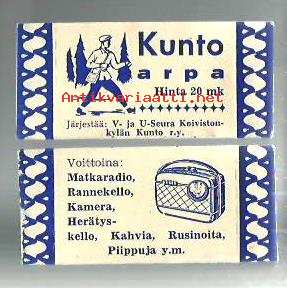 Kunto
arpa
Antikvariaatti.net
Hinta 20 mk
Järjestää: V- ja U-Seura Koiviston-
kylän Kunto r.y.
Voittoina:
Matkaradio,
Rannekello,
Kamera,
Herätys-
kello, Kahvia, Rusinoita,
Piippuja y.m.